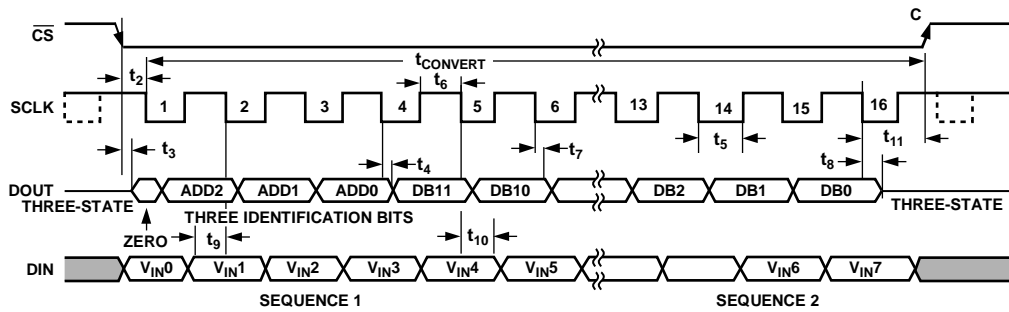 CS C
tCONVERT
t2 t6
SCLK 1 2 3 4 5 6 13 14 15 16
t3 t4 t7 t5 t11
t8
DOUT ADD2 ADD1 ADD0 DB11 DB10 DB2 DB1 DB0
THREE-STATE THREE IDENTIFICATION BITS THREE-STATE
ZERO t9 t10
DIN VIN0 VIN1 VIN2 VIN3 VIN4 VIN5 VIN6 VIN7
SEQUENCE 1 SEQUENCE 2